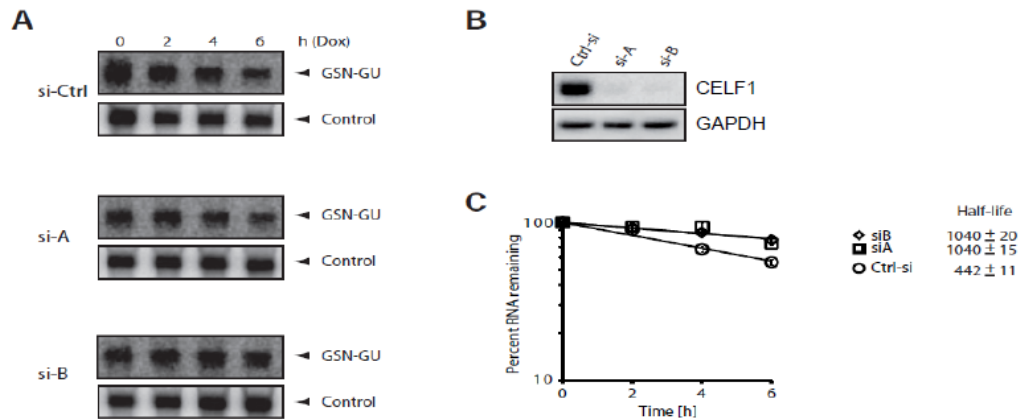 A
0 2 4 6 h (Dox)
si-Ctrl
GSN-GU
Control
si-A
GSN-GU
Control
si-B
GSN-GU
Control
B
Ctrl-si si-A si-B
CELF1
GAPDH
C
Half-life
siB 1040 ± 20
siA 1040 ± 15
Ctrl-si 442 ± 11
Percent RNA remaining
100
10
0 2 4 6
Time [h]